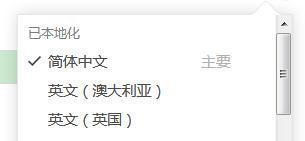 已本地化
简体中文 主要
英文（澳大利亚）
英文（英国）